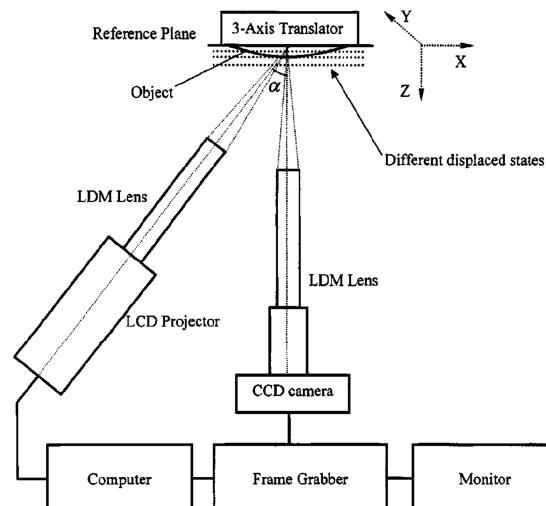 3-Axis Translator
Reference Plane
Y
X
Z
Object
α
Different displaced states
LDM Lens
LDM Lens
LCD Projector
CCD camera
Computer
Frame Grabber
Monitor